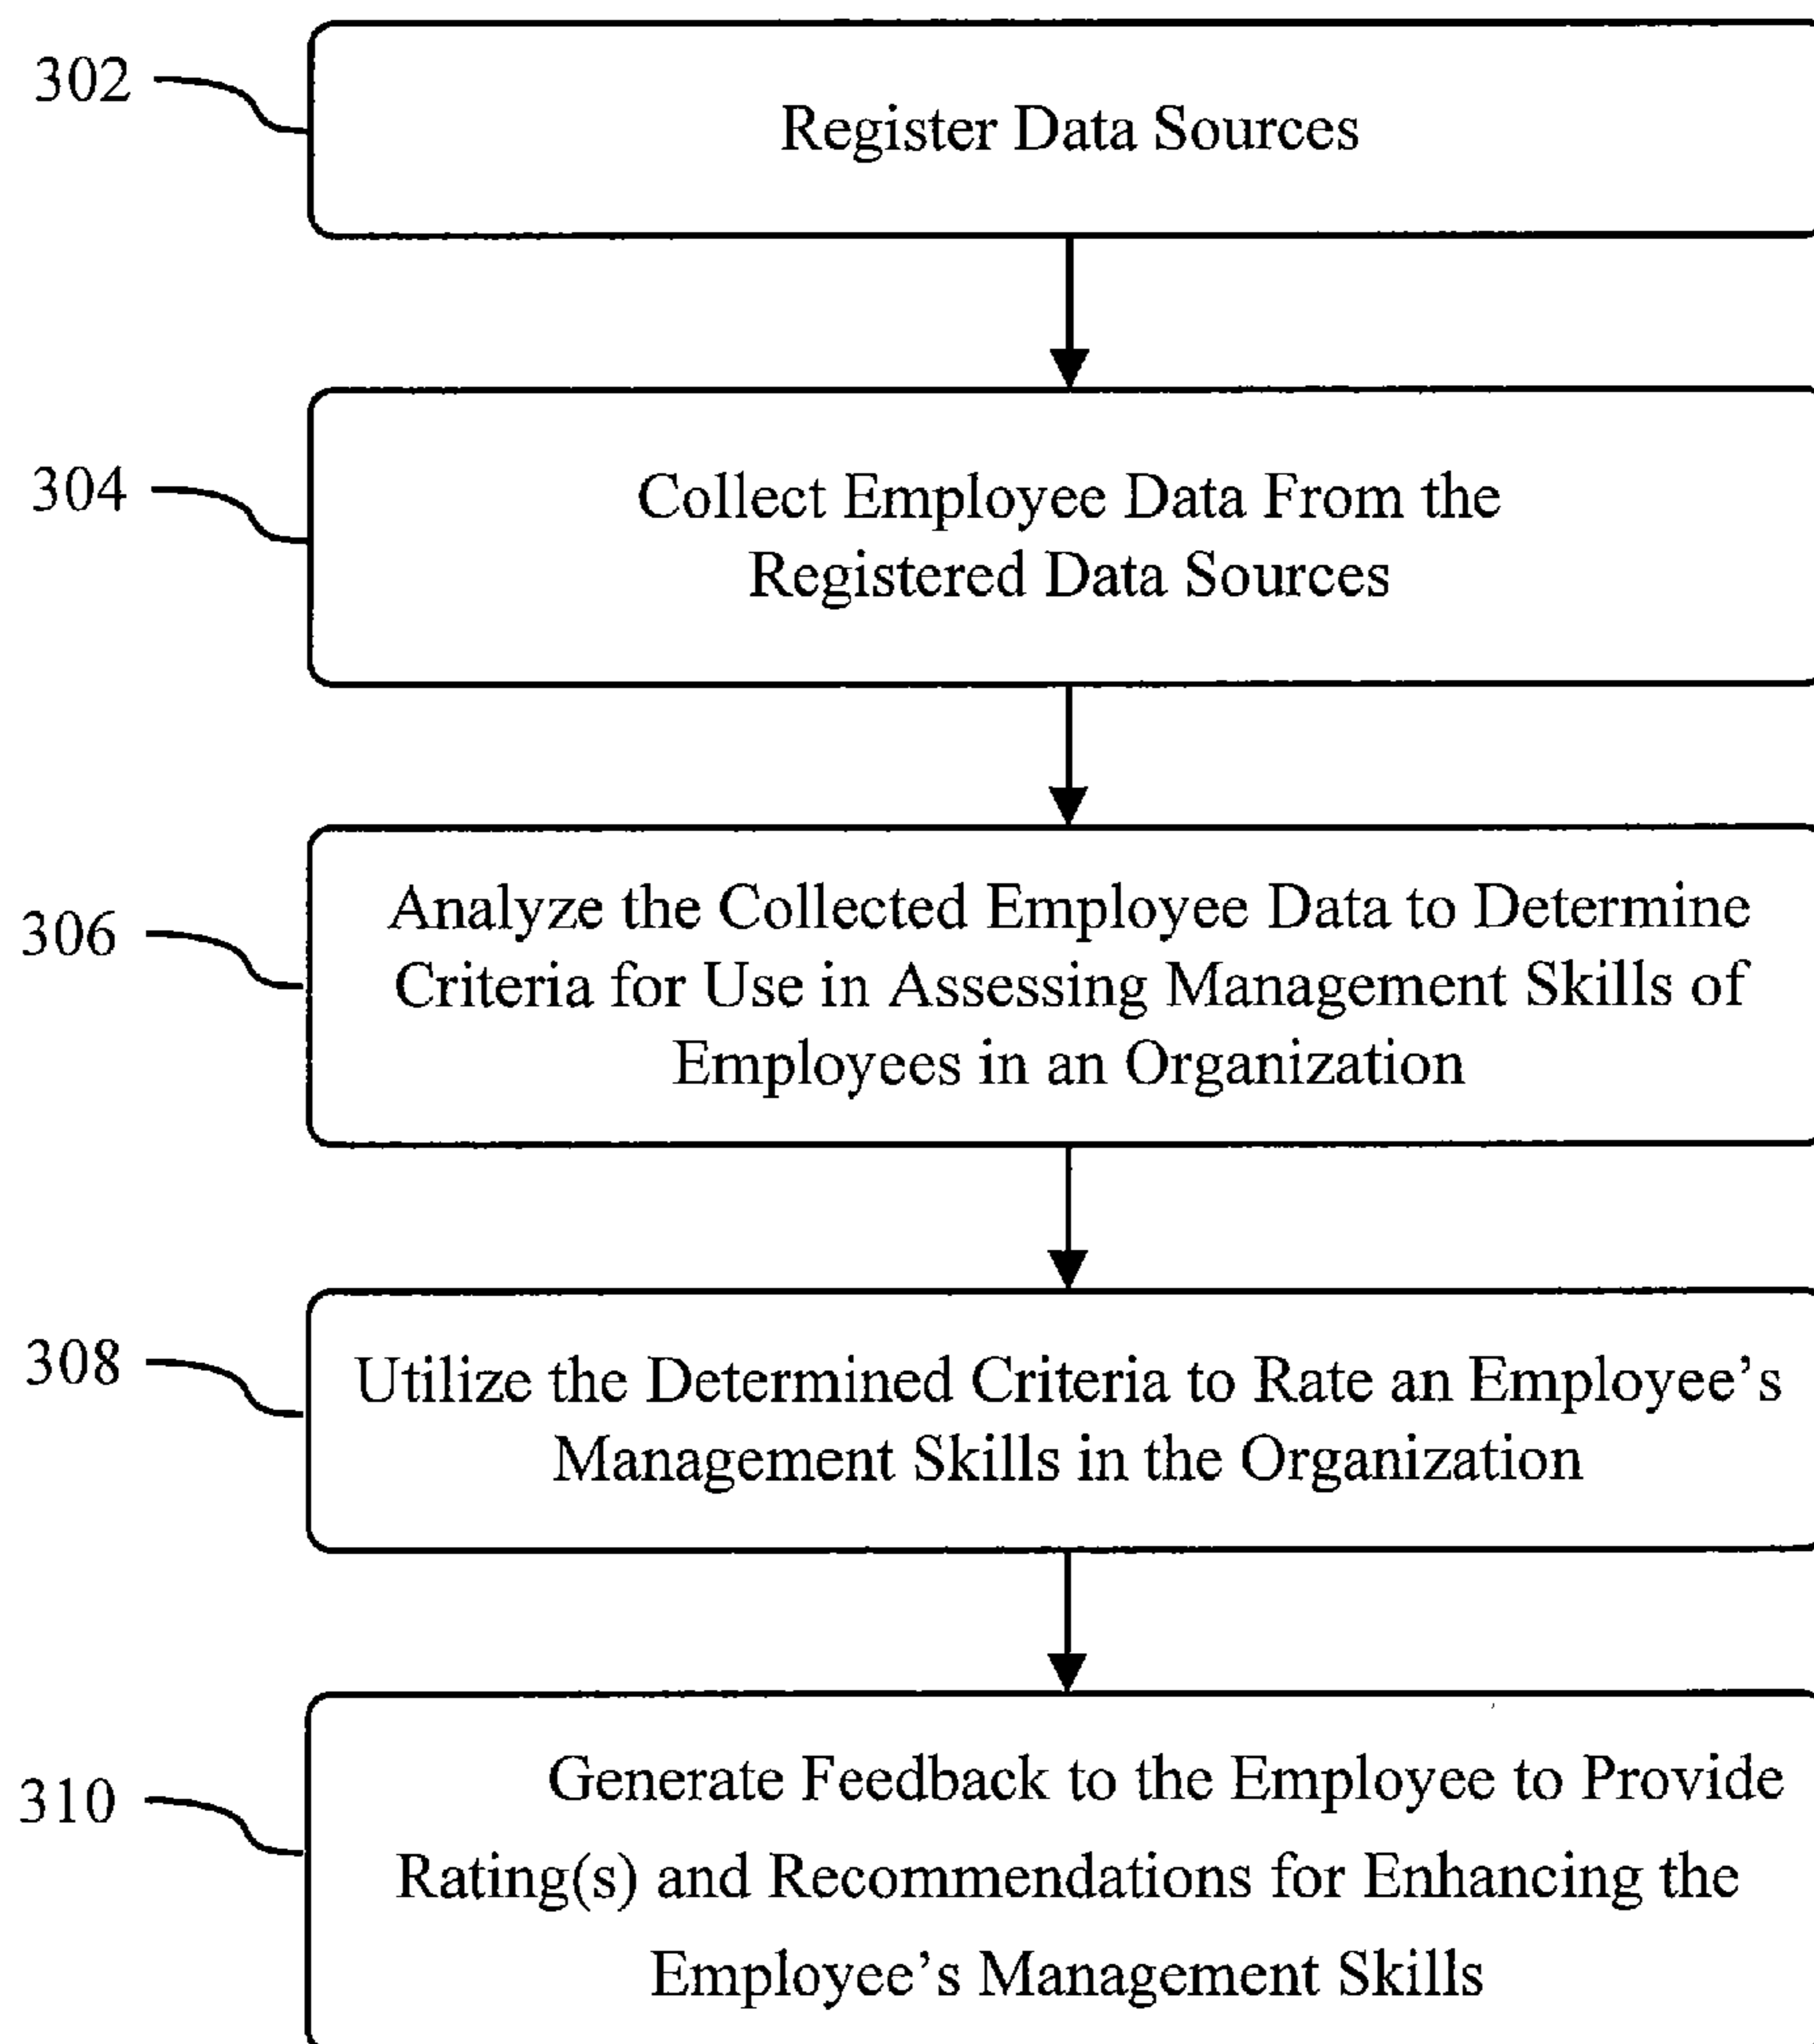 302
Register Data Sources
304
Collect Employee Data From the
Registered Data Sources
306
Analyze the Collected Employee Data to Determine
Criteria for Use in Assessing Management Skills of
Employees in an Organization
308
Utilize the Determined Criteria to Rate an Employee’s
Management Skills in the Organization
310
Generate Feedback to the Employee to Provide
Rating(s) and Recommendations for Enhancing the
Employee’s Management Skills